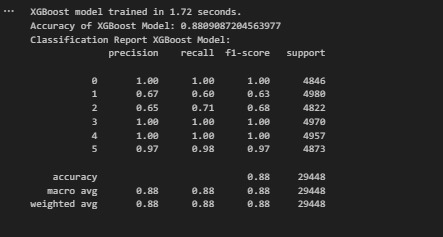 ... XGBoost model trained in 1.72 seconds.
Accuracy of XGBoost Model: 0.8809087204563977
Classification Report XGBoost Model:
precision recall f1-score support
0 1.00 1.00 1.00 4846
1 0.67 0.60 0.63 4980
2 0.65 0.71 0.68 4822
3 1.00 1.00 1.00 4970
4 1.00 1.00 1.00 4957
5 0.97 0.98 0.97 4873
accuracy 0.88 29448
macro avg 0.88 0.88 0.88 29448
weighted avg 0.88 0.88 0.88 29448